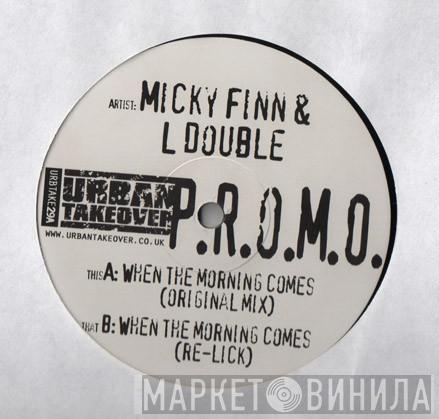 ARTIST: MICKY FINN &
L DOUBLE
URBTAKE29A
URBAN
TAKEOVER
WWW.URBANTAKEOVER.CO.UK
P.R.O.M.O.
THIS A: WHEN THE MORNING COMES
(ORIGINAL MIX)
THAT B: WHEN THE MORNING COMES
(RE-LICK)
МАРКЕТ ВИНИЛА